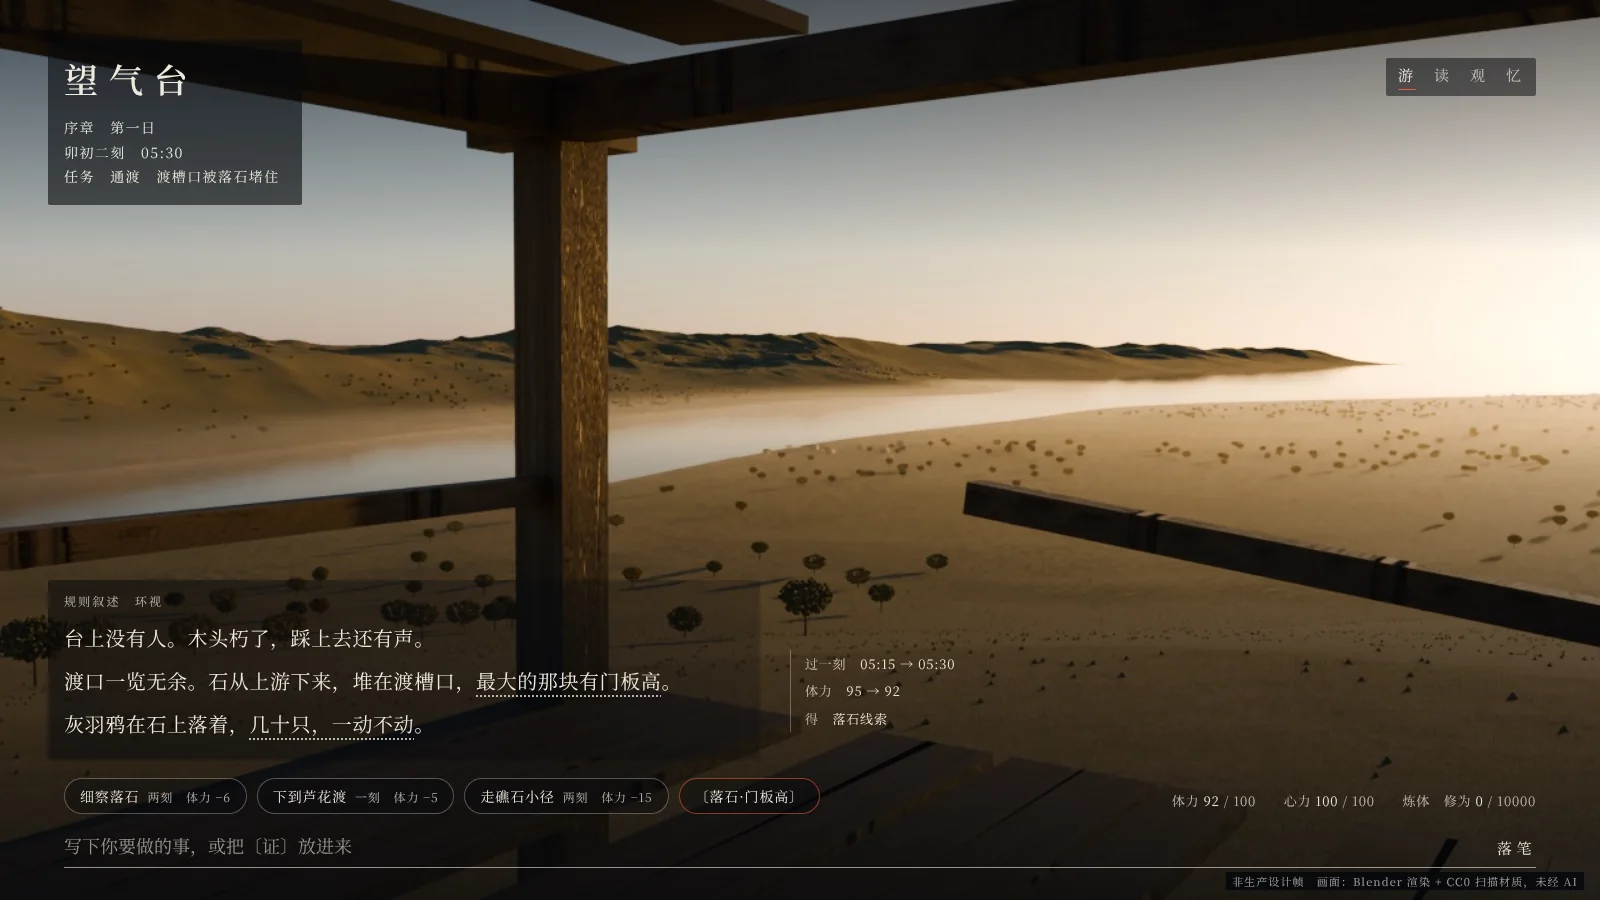 望气台
序章 第一日
卯初二刻 05:30
任务 通渡 渡槽口被落石堵住
游 读 观 忆
规则叙述 环视
台上没有人。木头朽了，踩上去还有声。
渡口一览无余。石从上游下来，堆在渡槽口，最大的那块有门板高。
灰羽鸦在石上落着，几十只，一动不动。
过一刻 05:15 → 05:30
体力 95 → 92
得 落石线索
细察落石 两刻 体力 −6
下到芦花渡 一刻 体力 −5
走礁石小径 两刻 体力 −15
〔落石·门板高〕
体力 92 / 100 心力 100 / 100 炼体 修为 0 / 10000
写下你要做的事，或把〔证〕放进来
落笔
非生产设计帧 画面：Blender 渲染 + CC0 扫描材质，未经 AI